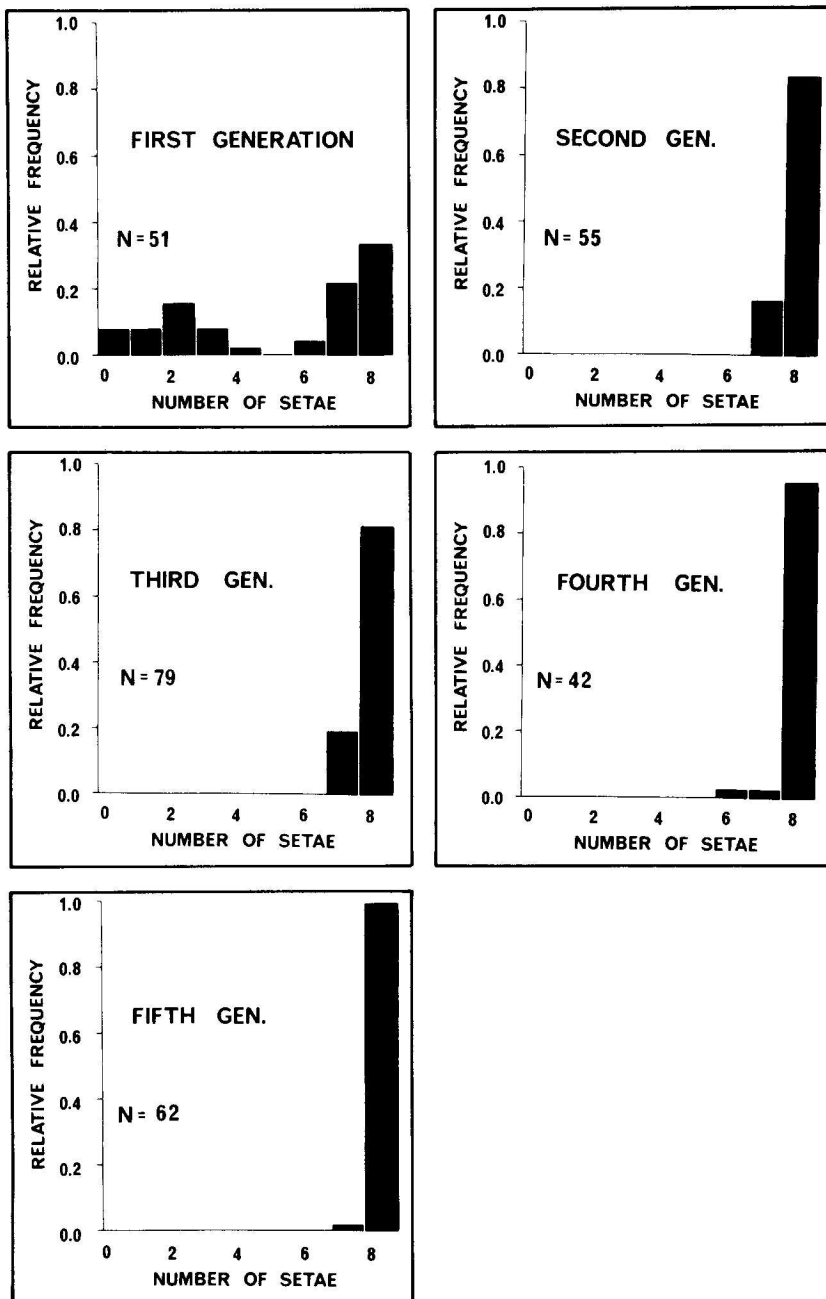 1.0
0.8
0.6
0.4
0.2
0.0
RELATIVE FREQUENCY
FIRST GENERATION
N=51
0 2 4 6 8
NUMBER OF SETAE
1.0
0.8
0.6
0.4
0.2
0.0
RELATIVE FREQUENCY
SECOND GEN.
N=55
0 2 4 6 8
NUMBER OF SETAE
1.0
0.8
0.6
0.4
0.2
0.0
RELATIVE FREQUENCY
THIRD GEN.
N=79
0 2 4 6 8
NUMBER OF SETAE
1.0
0.8
0.6
0.4
0.2
0.0
RELATIVE FREQUENCY
FOURTH GEN.
N=42
0 2 4 6 8
NUMBER OF SETAE
1.0
0.8
0.6
0.4
0.2
0.0
RELATIVE FREQUENCY
FIFTH GEN.
N= 62
0 2 4 6 8
NUMBER OF SETAE